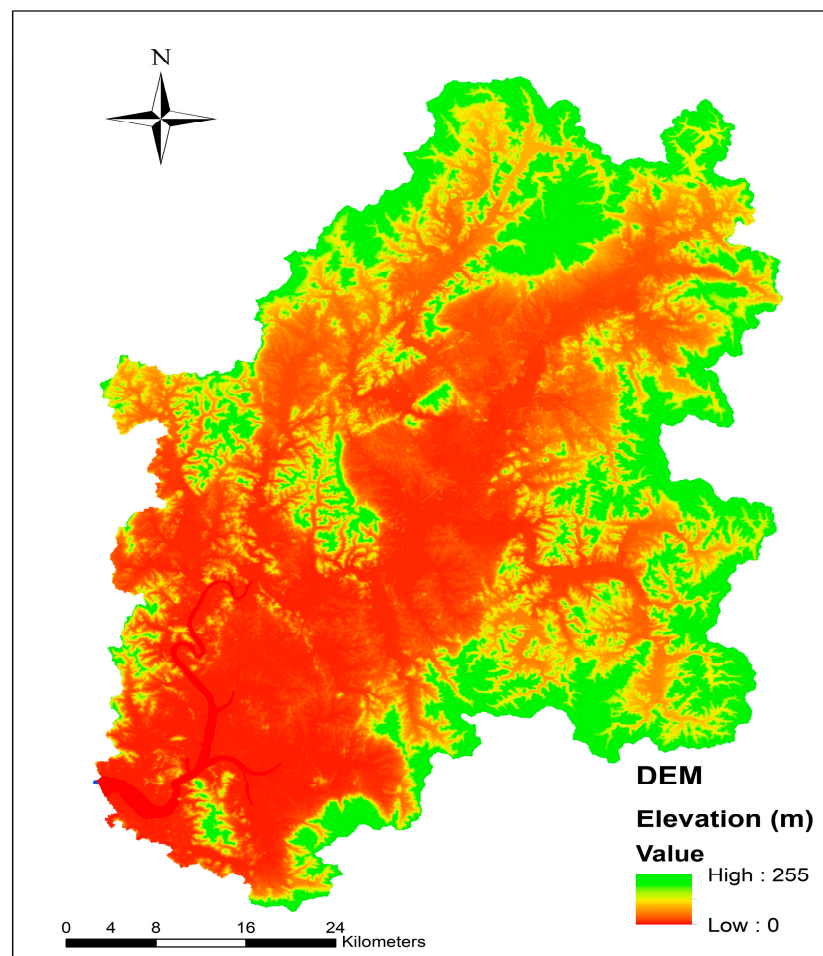 N
DEM
Elevation (m)
Value
High : 255
Low : 0
0 4 8 16 24
Kilometers